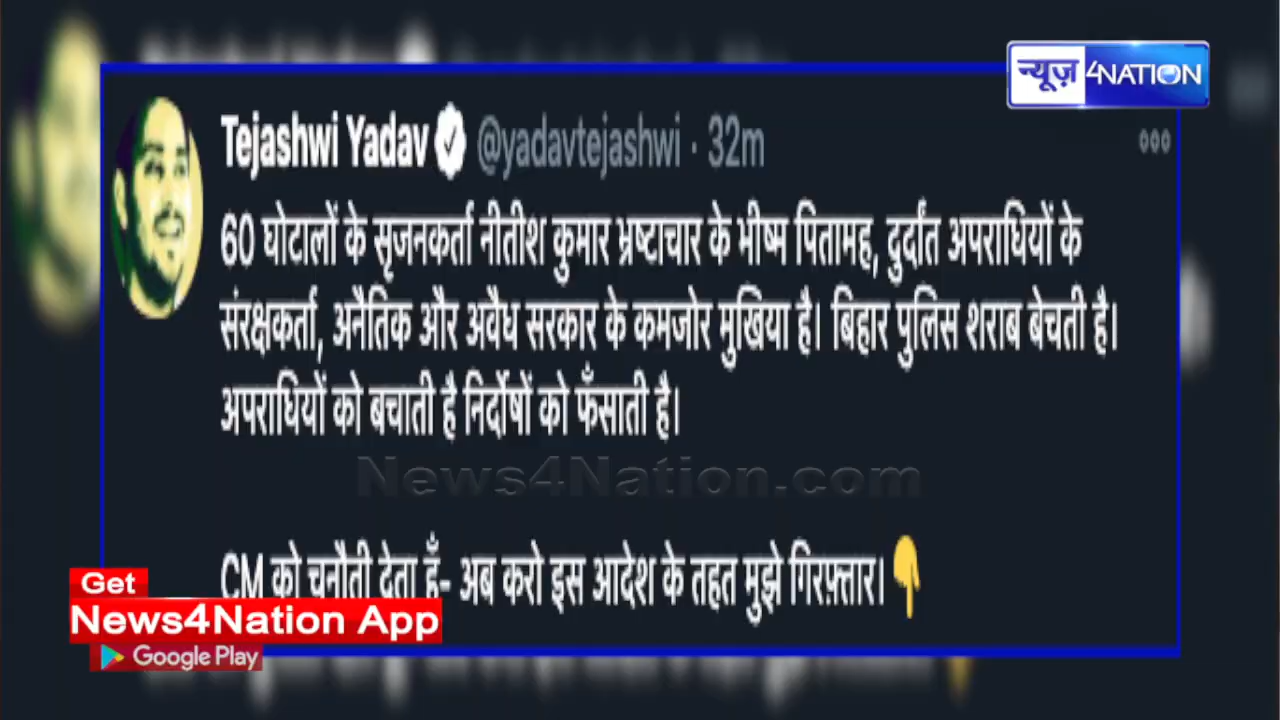 न्यूज़ 4NATION
Tejashwi Yadav @yadavtejashwi · 32m
60 घोटालों के सृजनकर्ता नीतीश कुमार भ्रष्टाचार के भीष्म पितामह, दुर्दांत अपराधियों के
संरक्षकर्ता, अनैतिक और अवैध सरकार के कमजोर मुखिया है। बिहार पुलिस शराब बेचती है।
अपराधियों को बचाती है निर्दोषों को फँसाती है।
News4Nation.com
CM को चुनौती देता हूँ- अब करो इस आदेश के तहत मुझे गिरफ़्तार।👇
Get
News4Nation App
Google Play